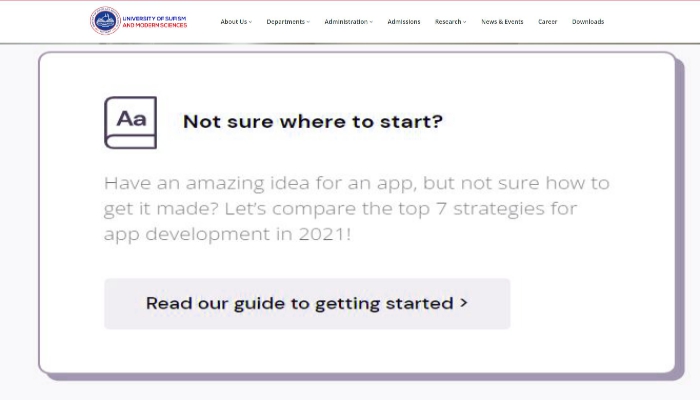 UNIVERSITY OF SUFISM
AND MODERN SCIENCES
About Us
Departments
Administration
Admissions
Research
News & Events
Career
Downloads
Aa
Not sure where to start?
Have an amazing idea for an app, but not sure how to
get it made? Let's compare the top 7 strategies for
app development in 2021!
Read our guide to getting started >